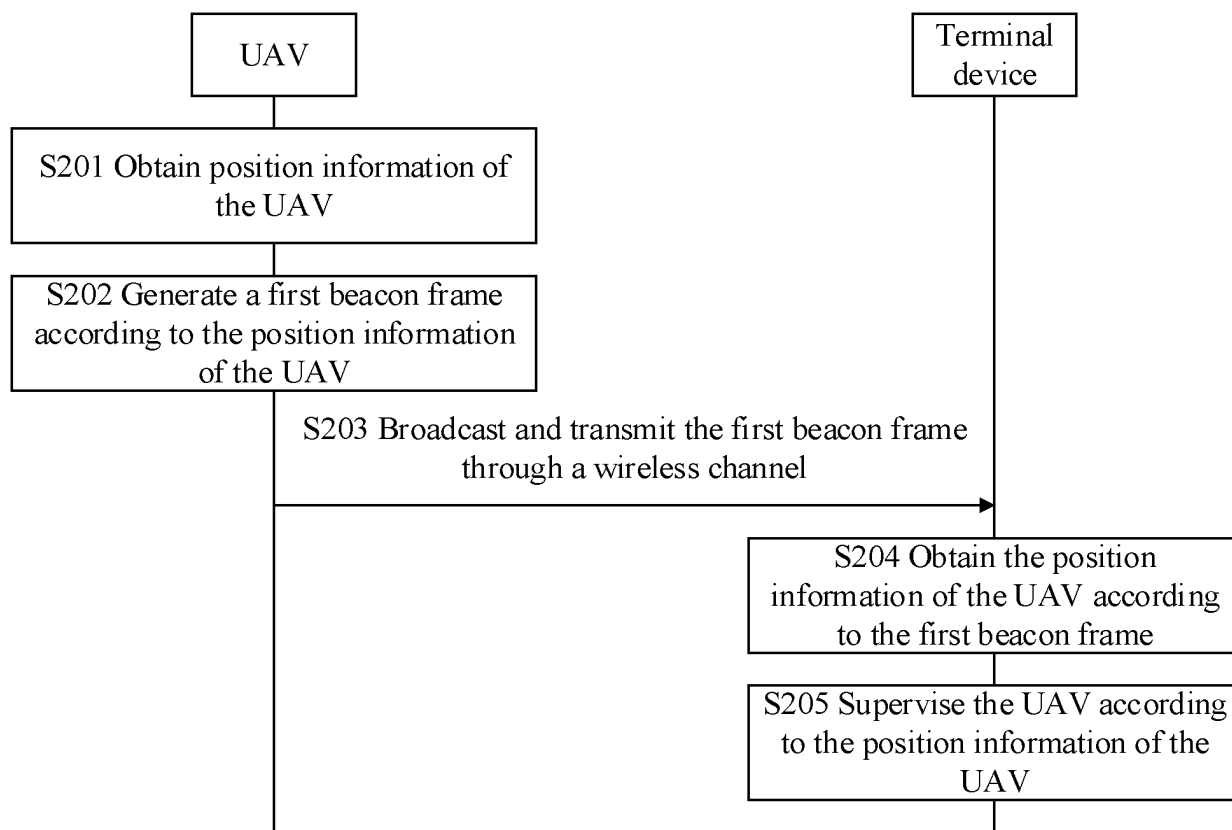 UAV
Terminal
device
S201 Obtain position information of
the UAV
S202 Generate a first beacon frame
according to the position information
of the UAV
S203 Broadcast and transmit the first beacon frame
through a wireless channel
S204 Obtain the position
information of the UAV according
to the first beacon frame
S205 Supervise the UAV according
to the position information of the
UAV